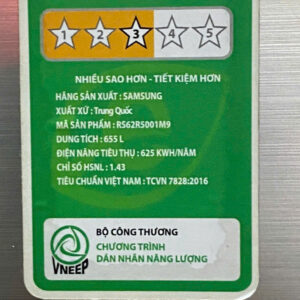 1 2 3 4 5
NHIỀU SAO HƠN - TIẾT KIỆM HƠN
HÃNG SẢN XUẤT : SAMSUNG
XUẤT XỨ : Trung Quốc
MÃ SẢN PHẨM : RS62R5001M9
DUNG TÍCH : 655 L
ĐIỆN NĂNG TIÊU THỤ : 625 KWH/NĂM
CHỈ SỐ HSNL : 1.43
TIÊU CHUẨN VIỆT NAM : TCVN 7828:2016
BỘ CÔNG THƯƠNG
CHƯƠNG TRÌNH
DÁN NHÃN NĂNG LƯỢNG
VNEEP